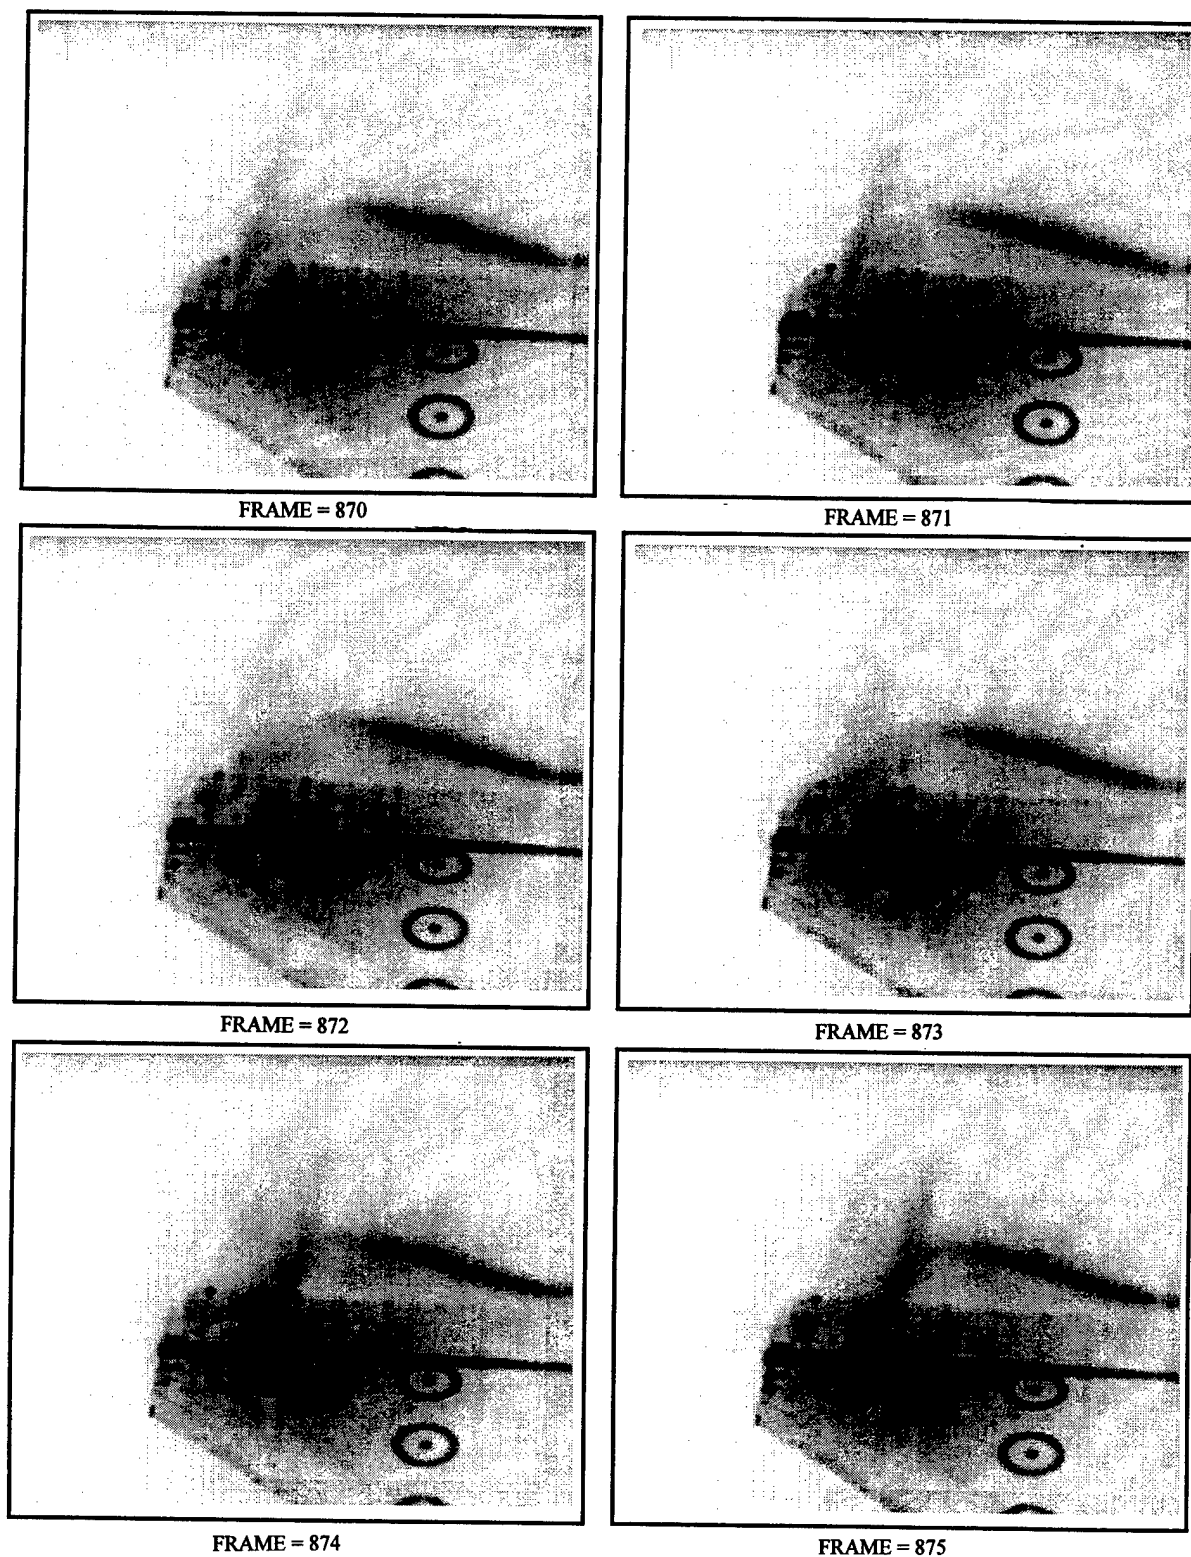 FRAME = 870
FRAME = 871
FRAME = 872
FRAME = 873
FRAME = 874
FRAME = 875